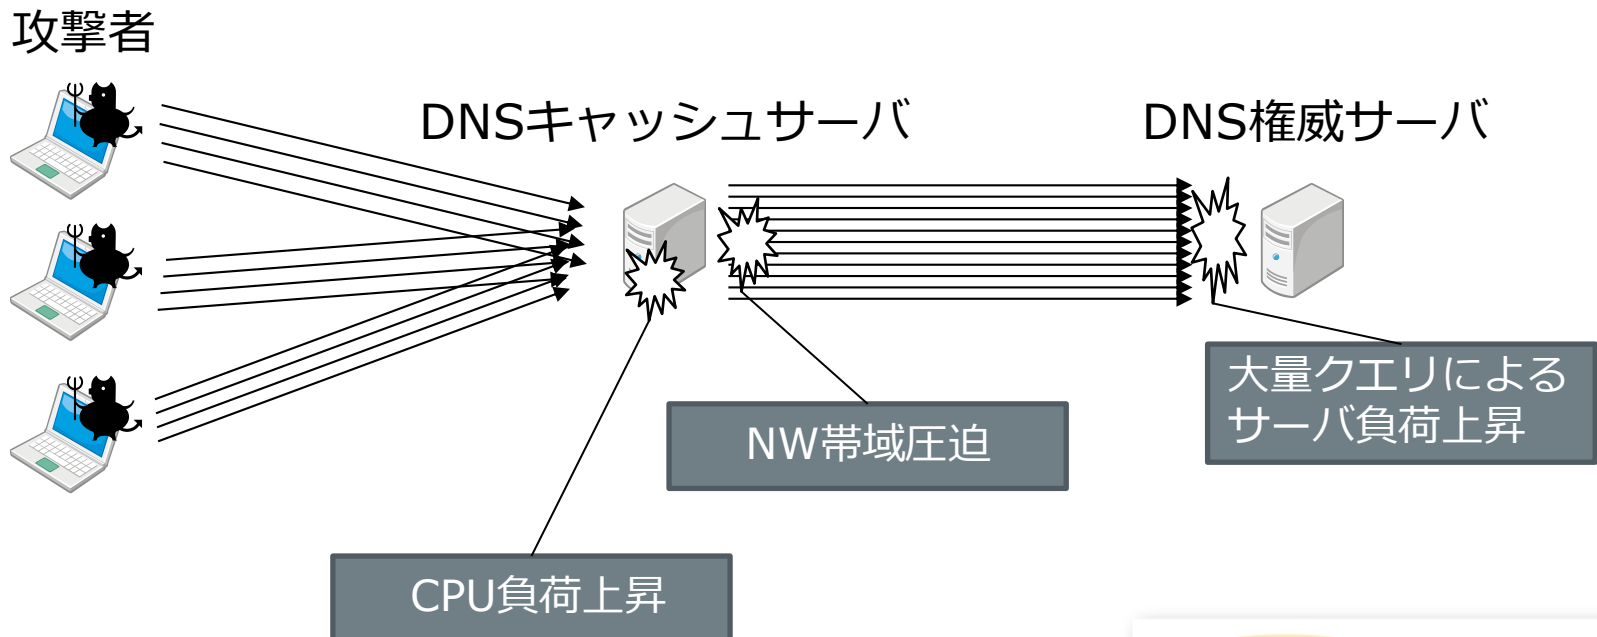 攻撃者
DNSキャッシュサーバ
DNS権威サーバ
大量クエリによる
サーバ負荷上昇
NW帯域圧迫
CPU負荷上昇